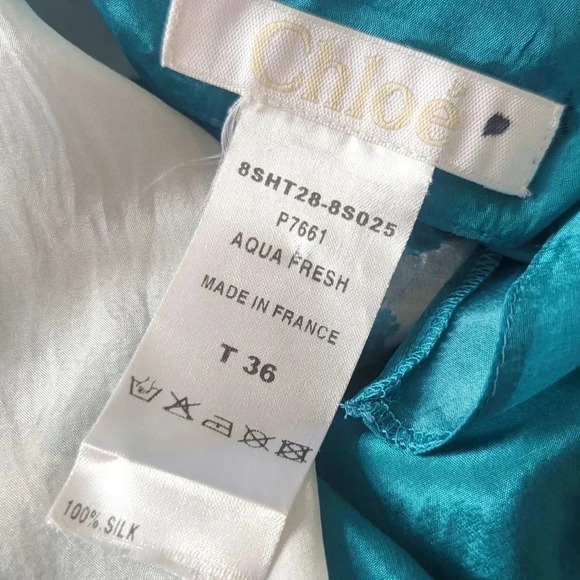 Chloé
8SHT28-8S025
P7661
AQUA FRESH
MADE IN FRANCE
T 36
100% SILK